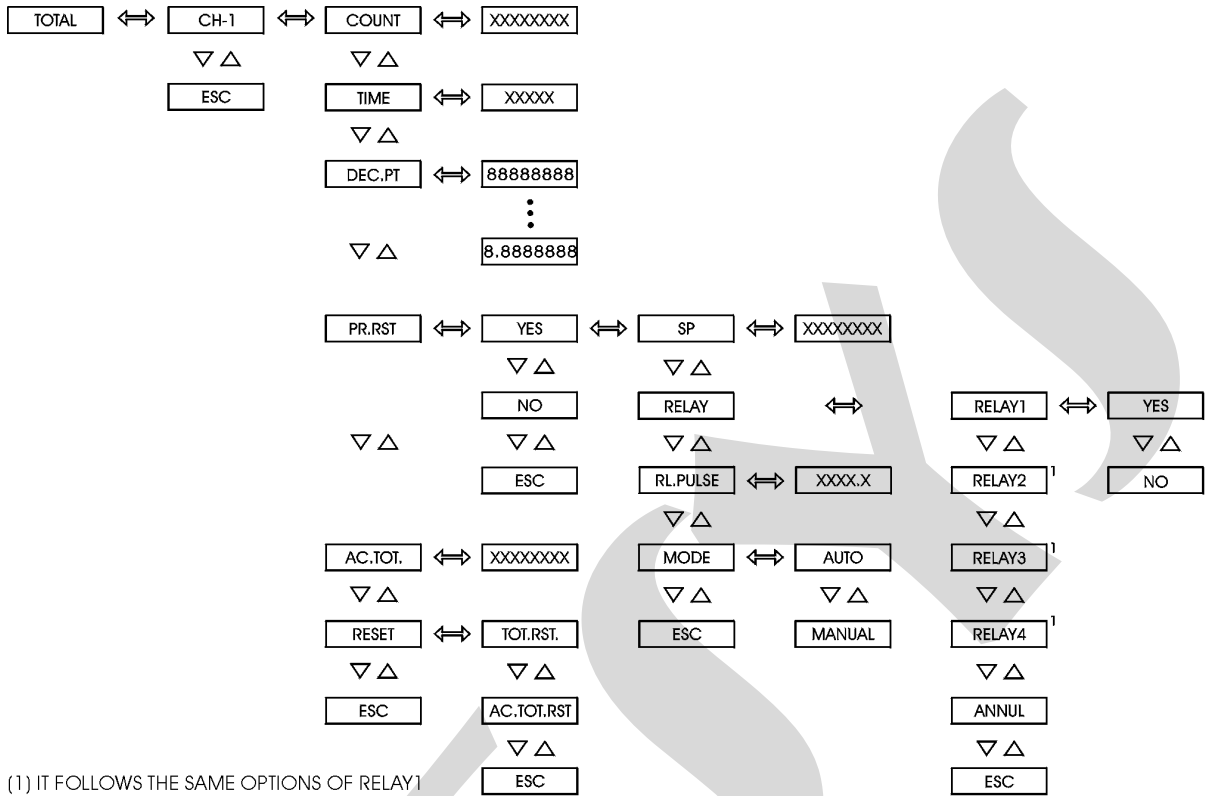 TOTAL CH-1 COUNT XXXXXXXX
ESC TIME XXXXX
DEC.PT 88888888
8.8888888
PR.RST YES SP XXXXXXXX
NO RELAY RELAY1 YES
ESC RL.PULSE XXXX.X RELAY2 1 NO
AC.TOT. XXXXXXXX MODE AUTO RELAY3 1
RESET TOT.RST. ESC MANUAL RELAY4 1
ESC AC.TOT.RST ANNUL
(1) IT FOLLOWS THE SAME OPTIONS OF RELAY1 ESC ESC